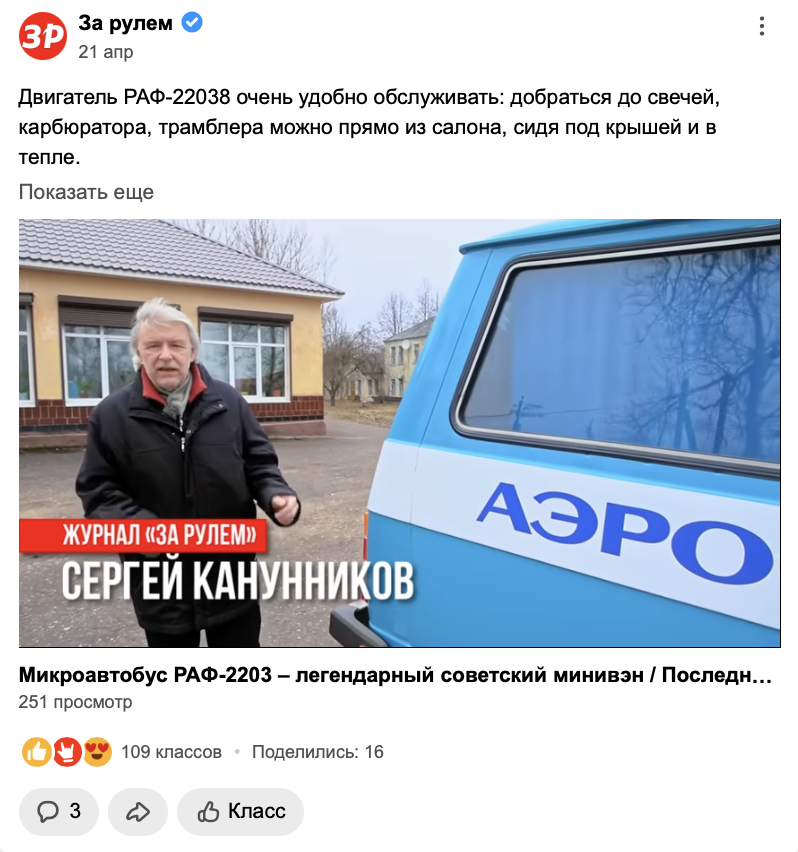 ЗР
За рулем
21 апр
Двигатель РАФ-22038 очень удобно обслуживать: добраться до свечей,
карбюратора, трамблера можно прямо из салона, сидя под крышей и в
тепле.
Показать еще
АЭРО
ЖУРНАЛ «ЗА РУЛЕМ»
СЕРГЕЙ КАНУННИКОВ
Микроавтобус РАФ-2203 – легендарный советский минивэн / Последн...
251 просмотр
109 классов • Поделились: 16
3 Класс